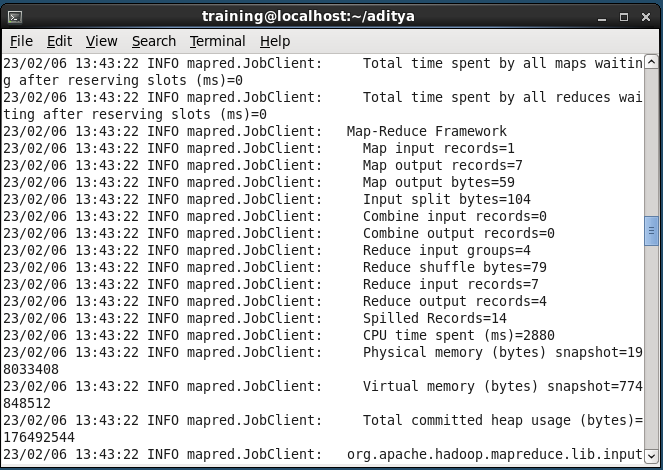 training@localhost:~/aditya
File Edit View Search Terminal Help
23/02/06 13:43:22 INFO mapred.JobClient:     Total time spent by all maps waitin
g after reserving slots (ms)=0
23/02/06 13:43:22 INFO mapred.JobClient:     Total time spent by all reduces wai
ting after reserving slots (ms)=0
23/02/06 13:43:22 INFO mapred.JobClient:   Map-Reduce Framework
23/02/06 13:43:22 INFO mapred.JobClient:     Map input records=1
23/02/06 13:43:22 INFO mapred.JobClient:     Map output records=7
23/02/06 13:43:22 INFO mapred.JobClient:     Map output bytes=59
23/02/06 13:43:22 INFO mapred.JobClient:     Input split bytes=104
23/02/06 13:43:22 INFO mapred.JobClient:     Combine input records=0
23/02/06 13:43:22 INFO mapred.JobClient:     Combine output records=0
23/02/06 13:43:22 INFO mapred.JobClient:     Reduce input groups=4
23/02/06 13:43:22 INFO mapred.JobClient:     Reduce shuffle bytes=79
23/02/06 13:43:22 INFO mapred.JobClient:     Reduce input records=7
23/02/06 13:43:22 INFO mapred.JobClient:     Reduce output records=4
23/02/06 13:43:22 INFO mapred.JobClient:     Spilled Records=14
23/02/06 13:43:22 INFO mapred.JobClient:     CPU time spent (ms)=2880
23/02/06 13:43:22 INFO mapred.JobClient:     Physical memory (bytes) snapshot=19
8033408
23/02/06 13:43:22 INFO mapred.JobClient:     Virtual memory (bytes) snapshot=774
848512
23/02/06 13:43:22 INFO mapred.JobClient:     Total committed heap usage (bytes)=
176492544
23/02/06 13:43:22 INFO mapred.JobClient:   org.apache.hadoop.mapreduce.lib.input